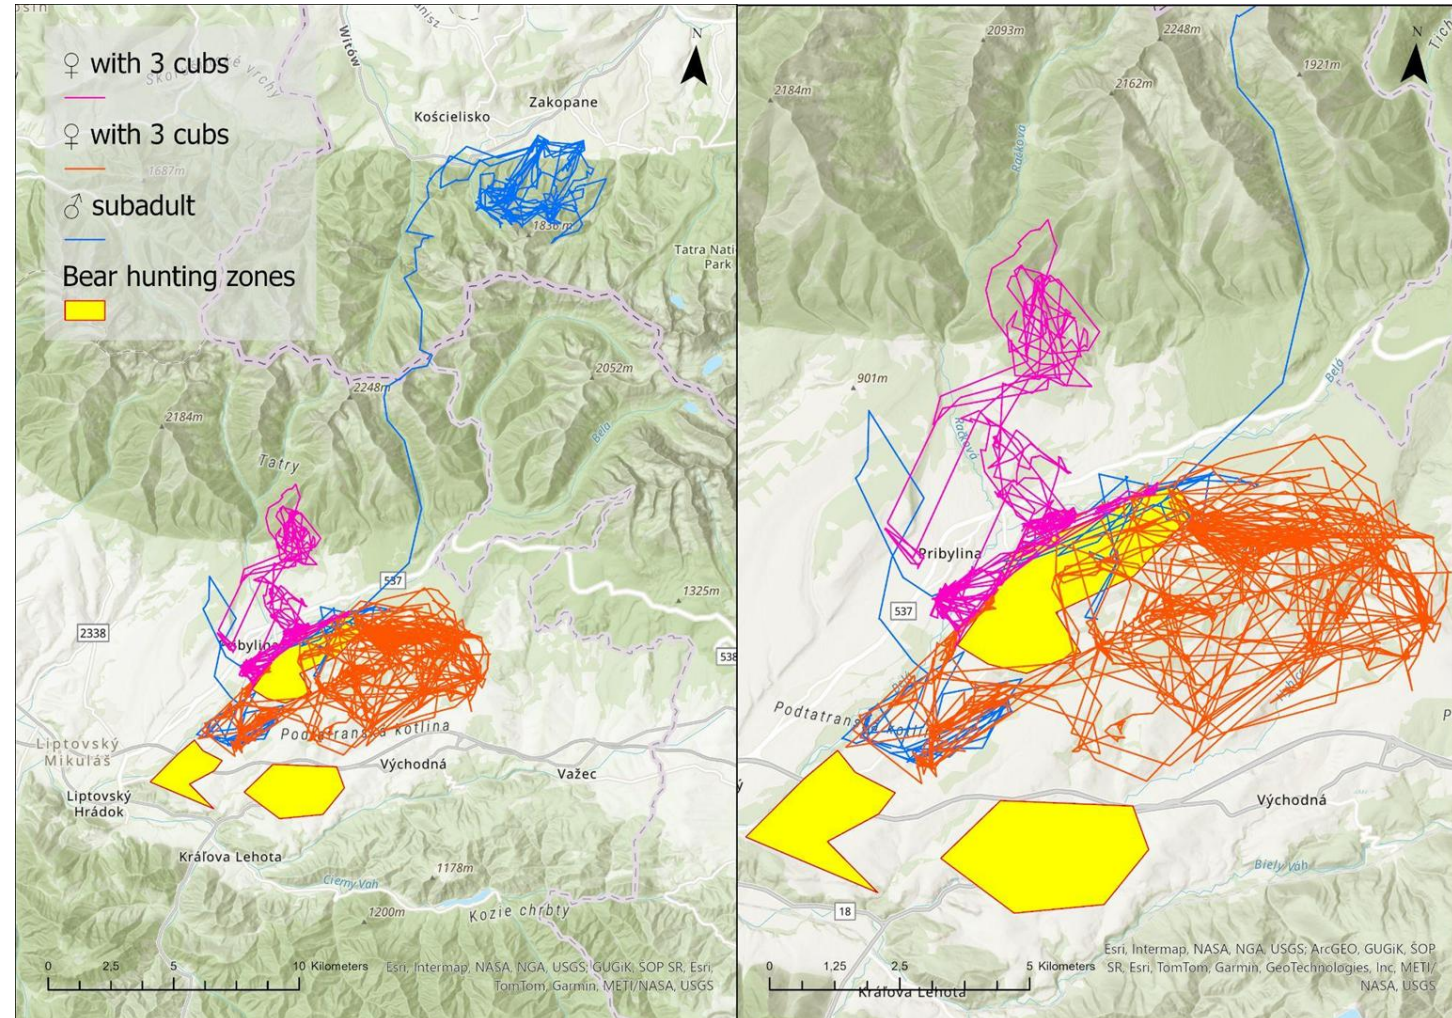 Witów
♀ with 3 cubs
♀ with 3 cubs
♂ subadult
Bear hunting zones
N
Zakopane
Kościelisko
1687m
1836 m
Tatra Nati
Park
2052m
2248m
2184m
Tatry
Belá
537
1325m
2338
538
Podtatranská kotlina
Liptovský
Mikuláš
Východná
Važec
Liptovský
Hrádok
Kráľova Lehota
1178m
Čierny Váh
1200m
Kozie chrbty
0 2,5 5 10 Kilometers
Esri, Intermap, NASA, NGA, USGS; GUGiK, ŠOP SR, Esri,
TomTom, Garmin, METI/NASA, USGS
N
2093m
2248m
1921m
2184m
2162m
Račkova
901m
Belá
Račková
Pribylina
537
Východná
Biely Váh
18
0 1,25 2,5 5 Kilometers
Kráľova Lehota
Esri, Intermap, NASA, NGA, USGS; ArcGEO, GUGiK, ŠOP
SR, Esri, TomTom, Garmin, GeoTechnologies, Inc, METI/
NASA, USGS